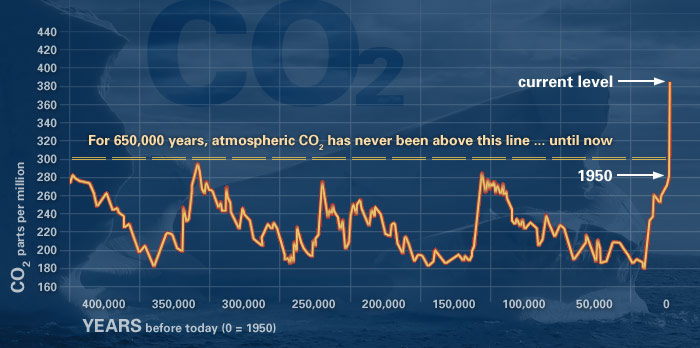 CO2
440
420
400
380
360
340
320
300
280
260
240
220
200
180
160
CO2 parts per million
current level
For 650,000 years, atmospheric CO2 has never been above this line ... until now
1950
400,000 350,000 300,000 250,000 200,000 150,000 100,000 50,000 0
YEARS before today (0 = 1950)